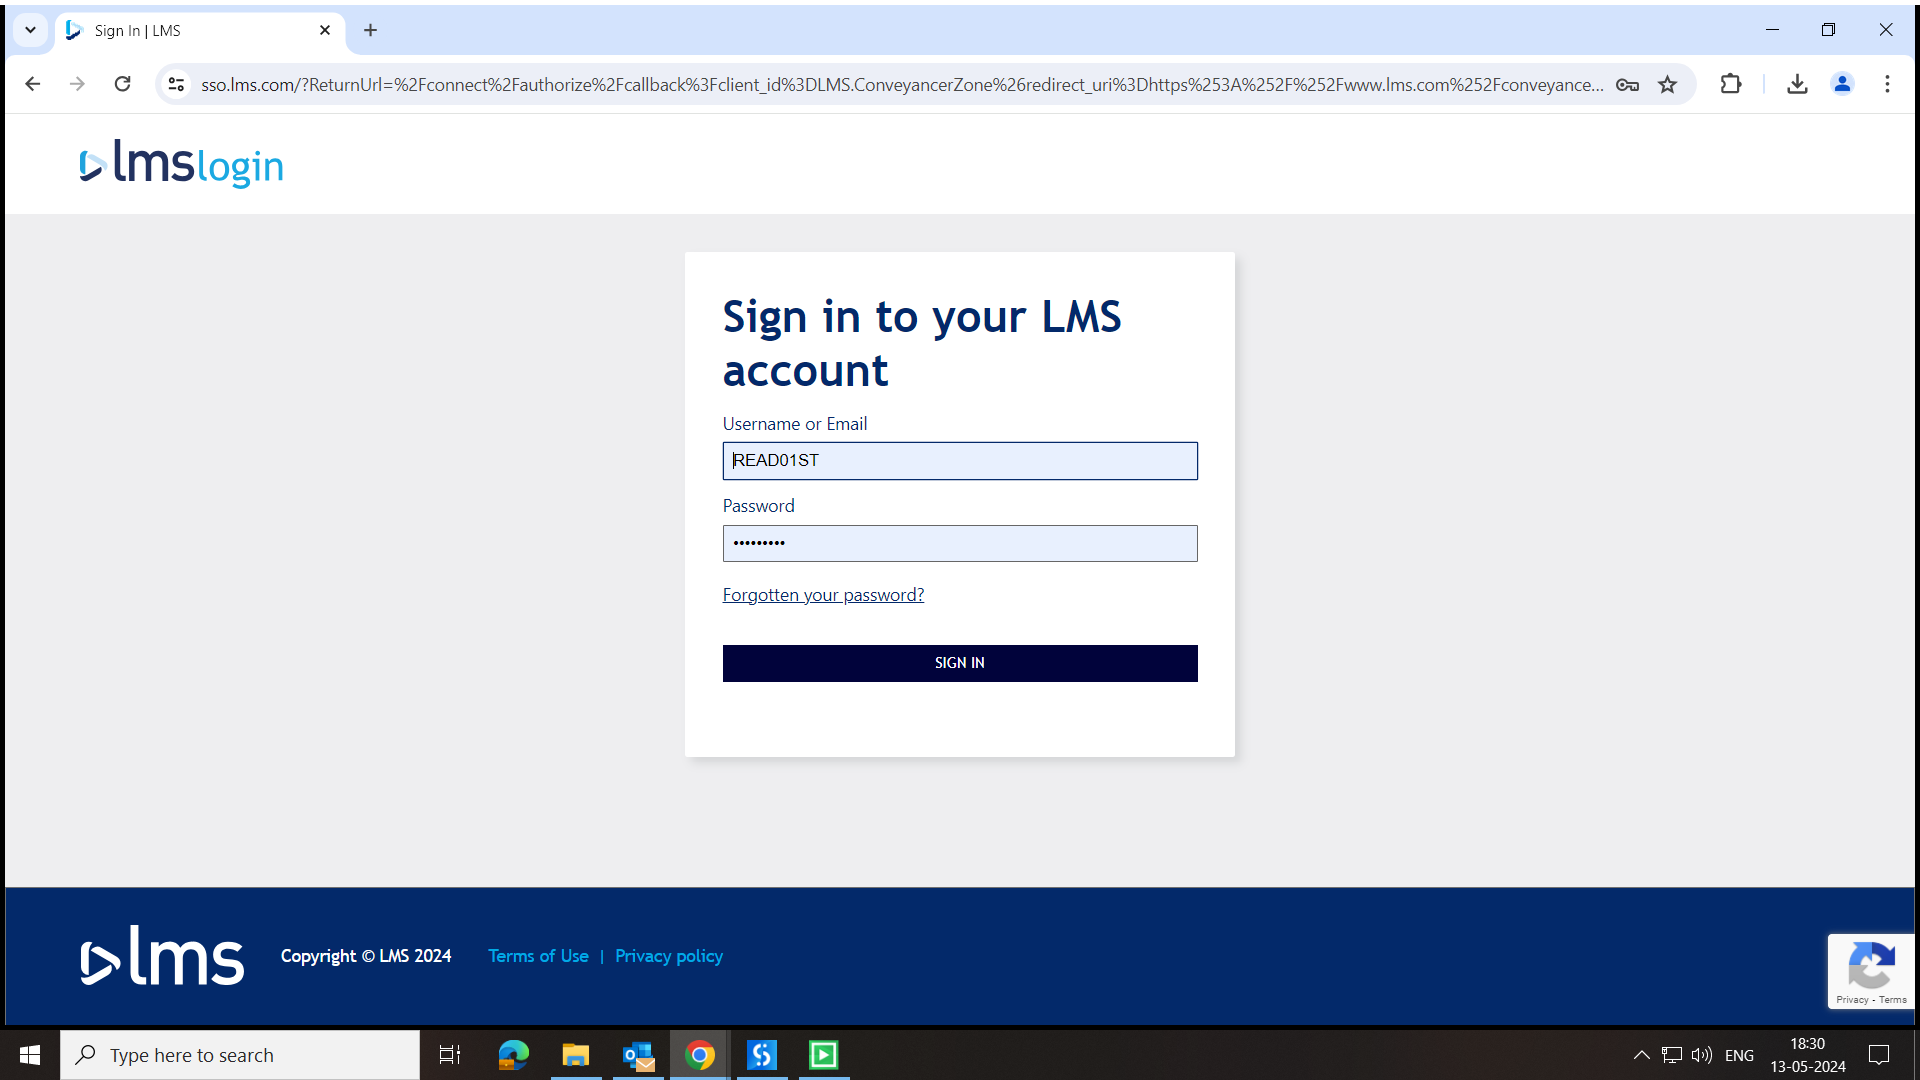 Sign In | LMS
sso.lms.com/?ReturnUrl=%2Fconnect%2Fauthorize%2Fcallback%3Fclient_id%3DLMS.ConveyancerZone%26redirect_uri%3Dhttps%253A%252F%252Fwww.lms.com%252Fconveyance...
lmslogin
Sign in to your LMS
account
Username or Email
READ01ST
Password
•••••••••
Forgotten your password?
SIGN IN
lms
Copyright © LMS 2024
Terms of Use | Privacy policy
Privacy - Terms
Type here to search
ENG
18:30
13-05-2024